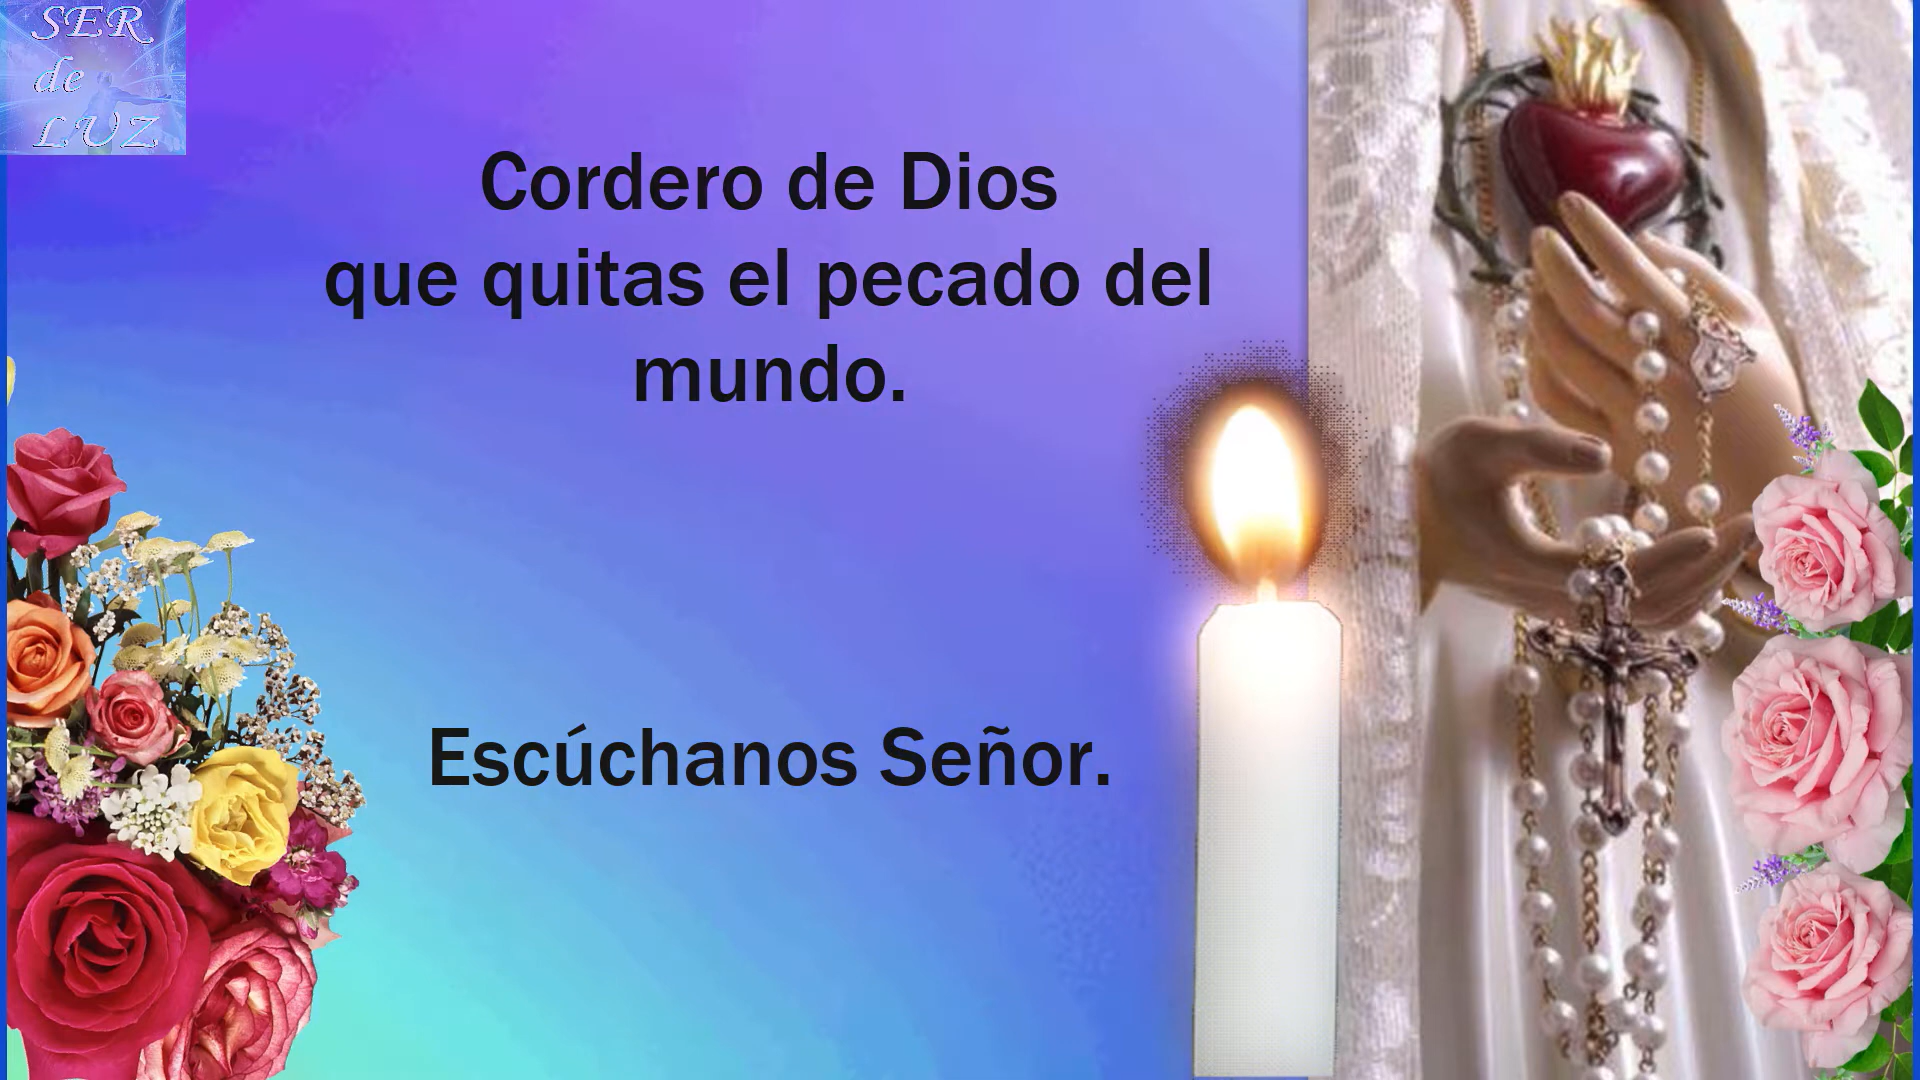 SER
de
LUZ
Cordero de Dios
que quitas el pecado del
mundo.
Escúchanos Señor.